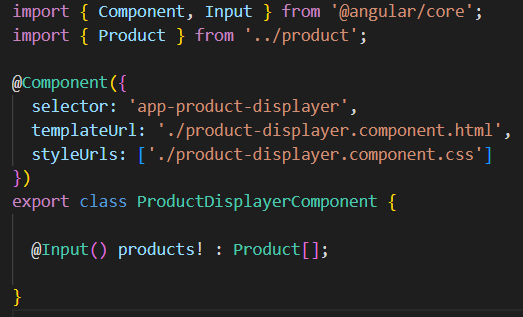 import { Component, Input } from '@angular/core';
import { Product } from '../product';
@Component({
selector: 'app-product-displayer',
templateUrl: './product-displayer.component.html',
styleUrls: ['./product-displayer.component.css']
})
export class ProductDisplayerComponent {
@Input() products! : Product[];
}